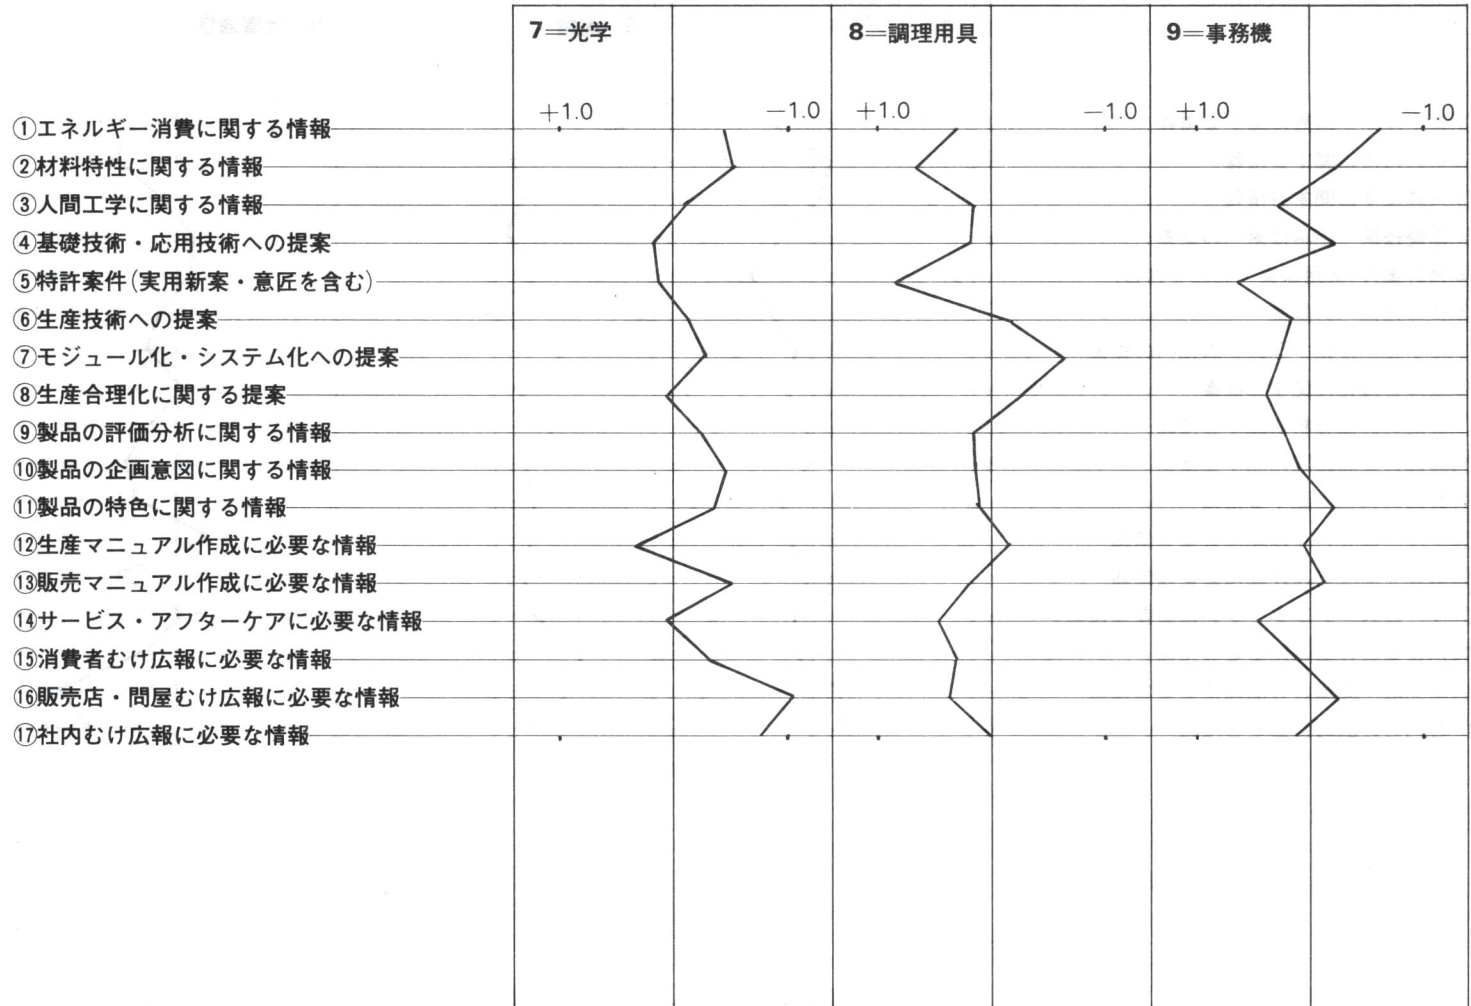 7＝光学
8＝調理用具
9＝事務機
+1.0 −1.0 +1.0 −1.0 +1.0 −1.0
①エネルギー消費に関する情報
②材料特性に関する情報
③人間工学に関する情報
④基礎技術・応用技術への提案
⑤特許案件(実用新案・意匠を含む)
⑥生産技術への提案
⑦モジュール化・システム化への提案
⑧生産合理化に関する提案
⑨製品の評価分析に関する情報
⑩製品の企画意図に関する情報
⑪製品の特色に関する情報
⑫生産マニュアル作成に必要な情報
⑬販売マニュアル作成に必要な情報
⑭サービス・アフターケアに必要な情報
⑮消費者むけ広報に必要な情報
⑯販売店・問屋むけ広報に必要な情報
⑰社内むけ広報に必要な情報